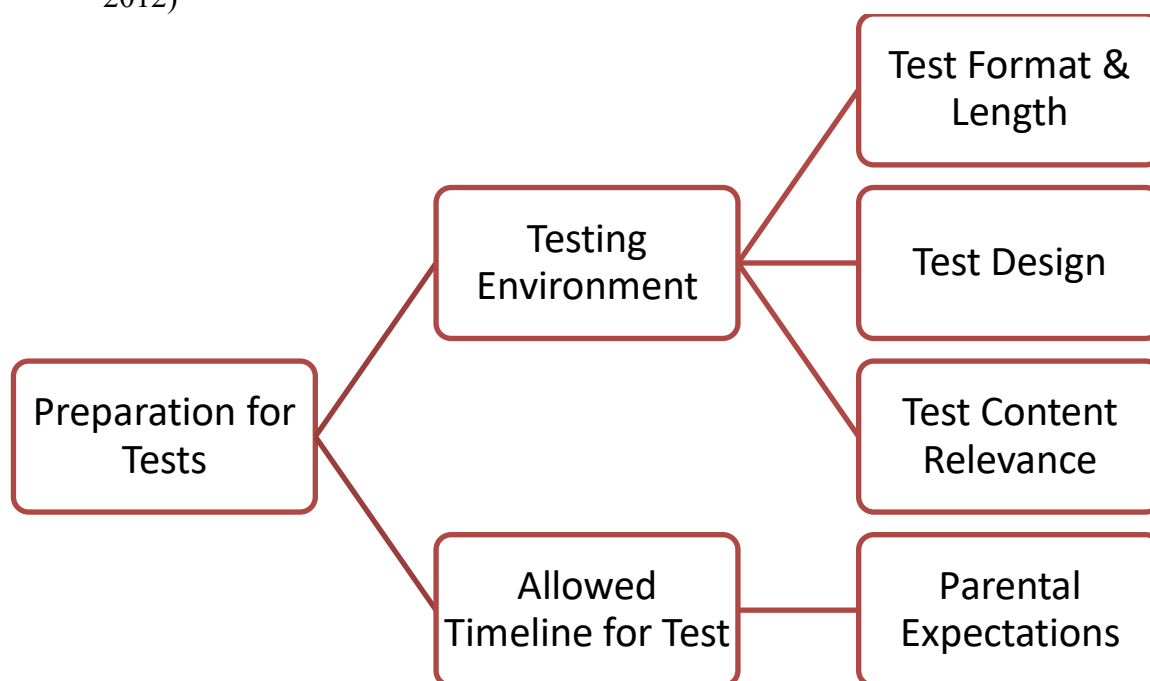 2012)
Test Format &
Length
Testing
Environment
Test Design
Preparation for
Tests
Test Content
Relevance
Allowed
Timeline for Test
Parental
Expectations